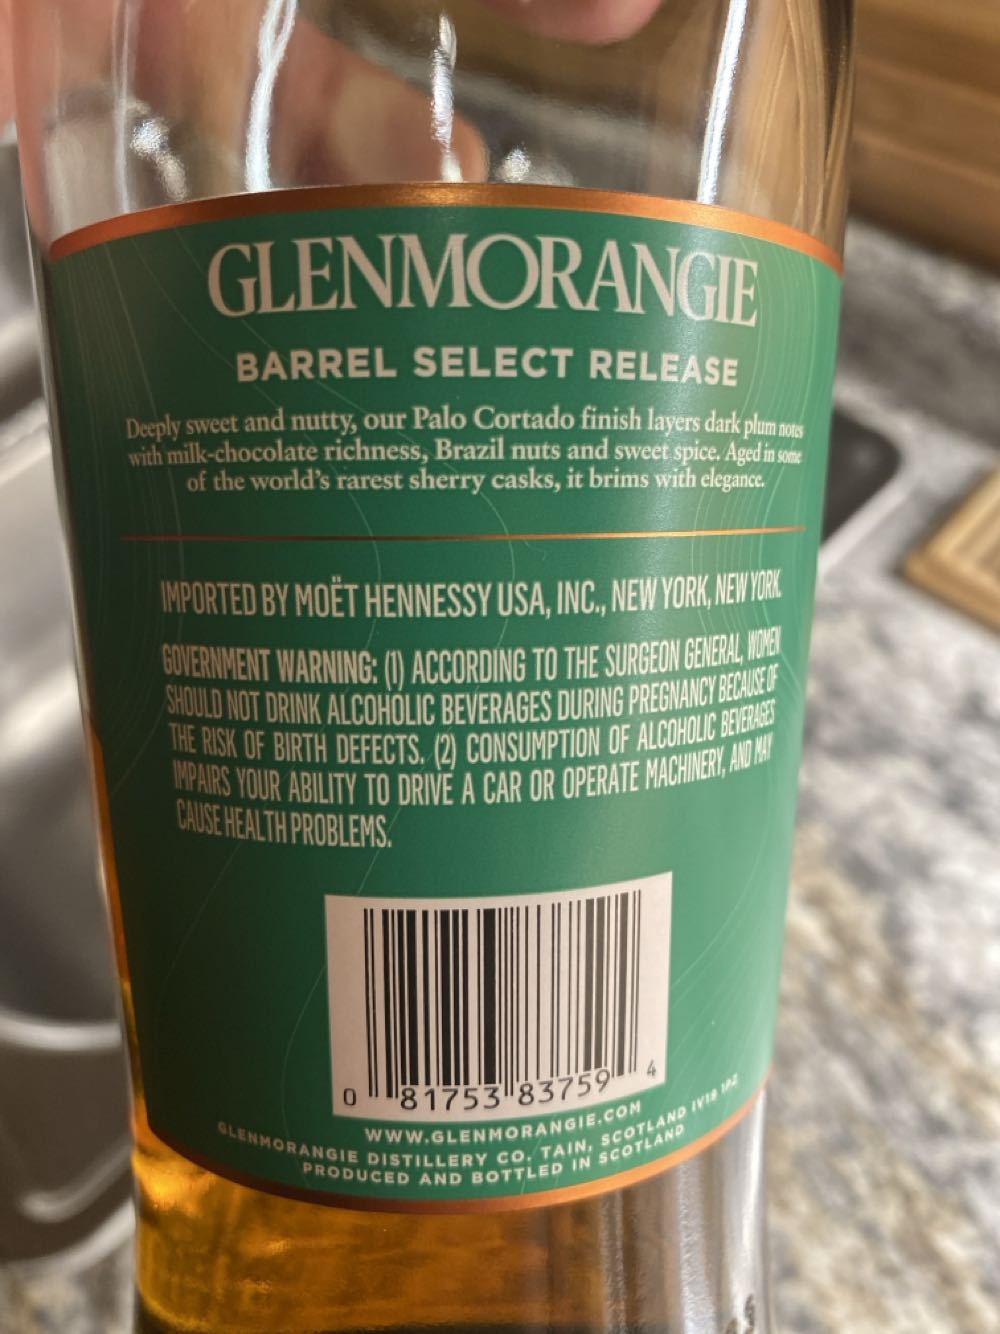 GLENMORANGIE
BARREL SELECT RELEASE
Deeply sweet and nutty, our Palo Cortado finish layers dark plum notes
with milk-chocolate richness, Brazil nuts and sweet spice. Aged in some
of the world's rarest sherry casks, it brims with elegance.
IMPORTED BY MOËT HENNESSY USA, INC., NEW YORK, NEW YORK.
GOVERNMENT WARNING: (1) ACCORDING TO THE SURGEON GENERAL, WOMEN
SHOULD NOT DRINK ALCOHOLIC BEVERAGES DURING PREGNANCY BECAUSE OF
THE RISK OF BIRTH DEFECTS. (2) CONSUMPTION OF ALCOHOLIC BEVERAGES
IMPAIRS YOUR ABILITY TO DRIVE A CAR OR OPERATE MACHINERY, AND MAY
CAUSE HEALTH PROBLEMS.
0 81753 83759 4
WWW.GLENMORANGIE.COM
GLENMORANGIE DISTILLERY CO. TAIN, SCOTLAND IV19 1PZ
PRODUCED AND BOTTLED IN SCOTLAND